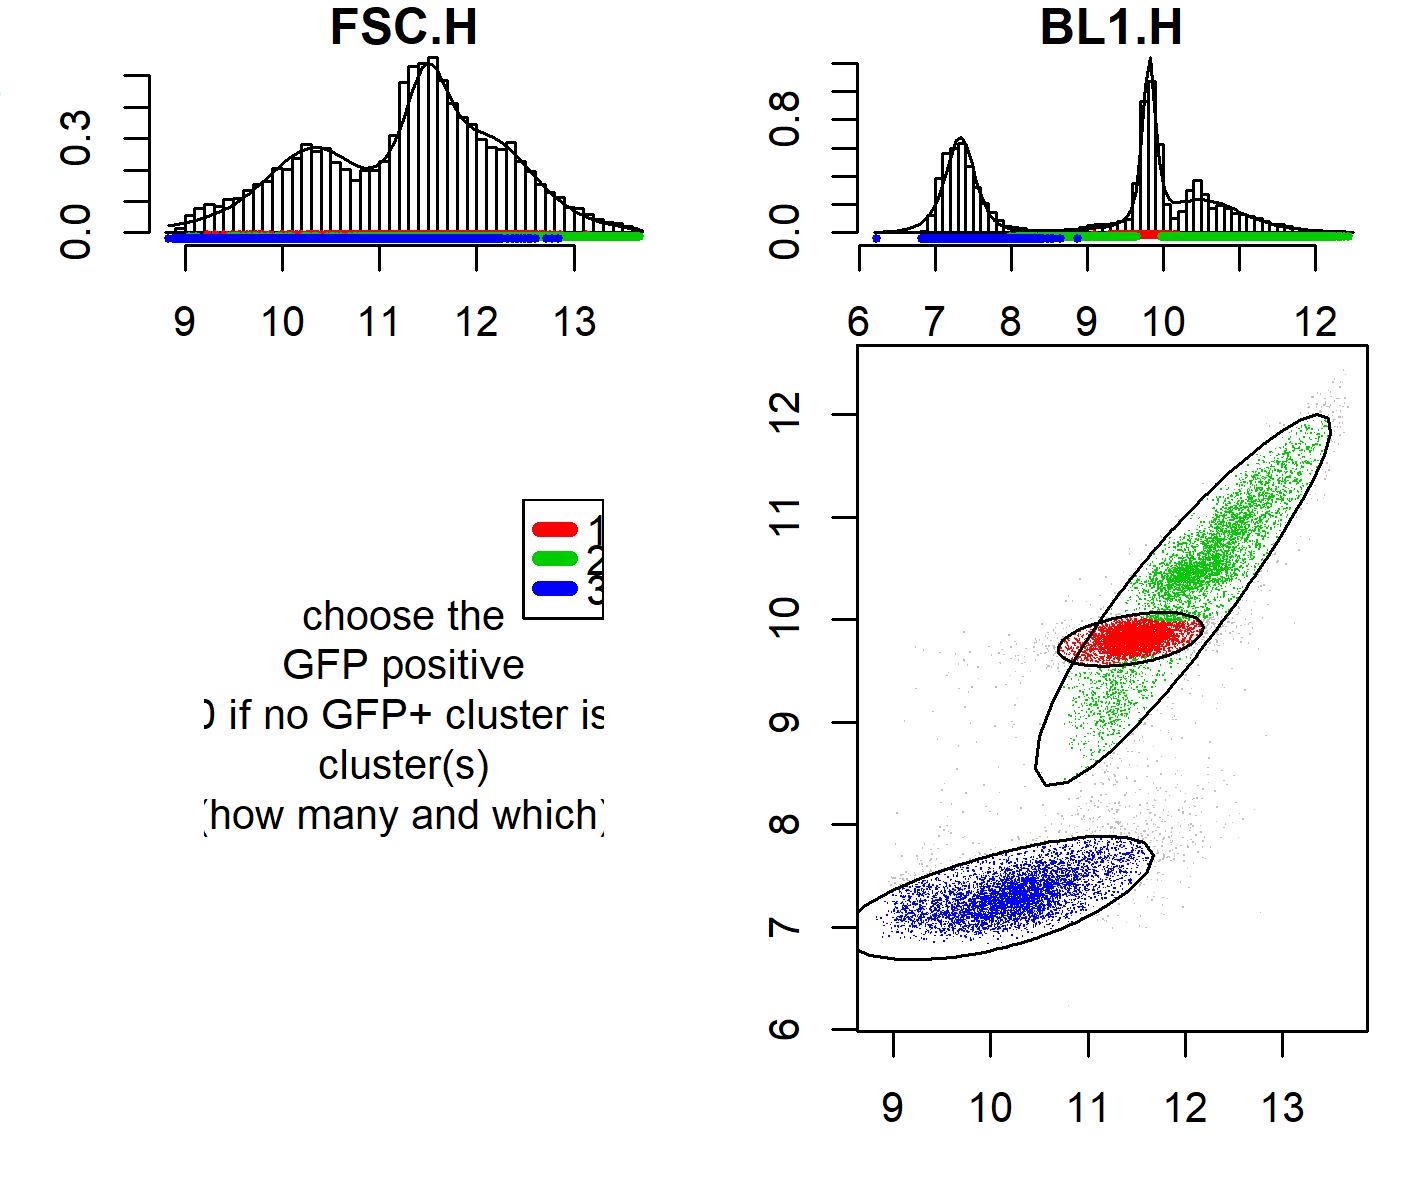 FSC.H BL1.H
0.3
0.0
0.8
0.0
9 10 11 12 13
6 7 8 9 10 12
1
2
3
choose the
GFP positive
0 if no GFP+ cluster is
cluster(s)
(how many and which)
12
11
10
9
8
7
6
9 10 11 12 13